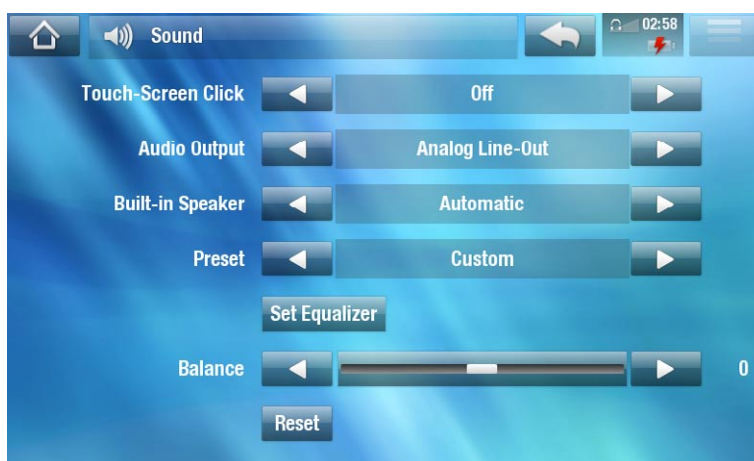 Sound
02:58
Touch-Screen Click Off
Audio Output Analog Line-Out
Built-in Speaker Automatic
Preset Custom
Set Equalizer
Balance 0
Reset